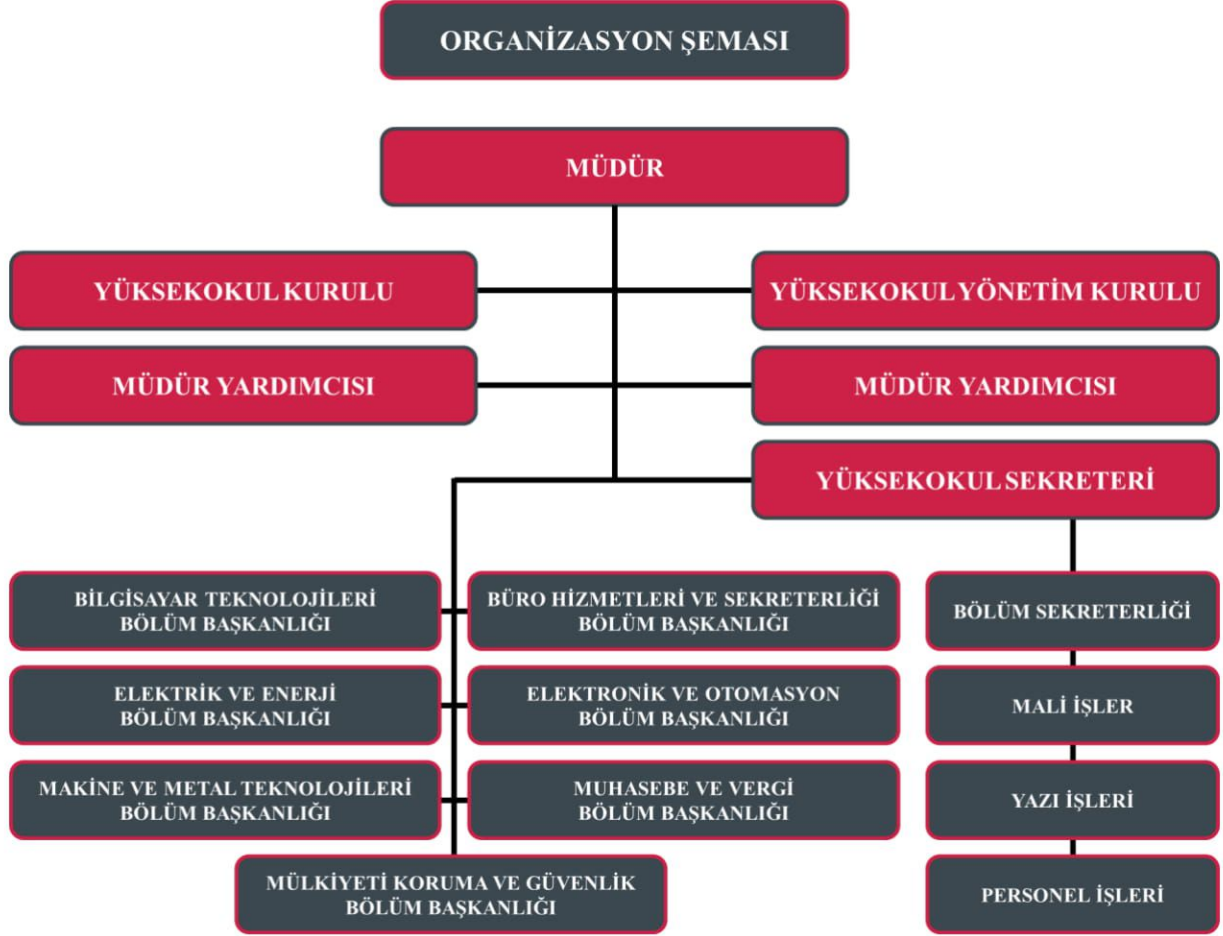 ORGANİZASYON ŞEMASI
MÜDÜR
YÜKSEKOKUL KURULU
YÜKSEKOKUL YÖNETİM KURULU
MÜDÜR YARDIMCISI
MÜDÜR YARDIMCISI
YÜKSEKOKUL SEKRETERİ
BİLGİSAYAR TEKNOLOJİLERİ
BÖLÜM BAŞKANLIĞI
BÜRO HİZMETLERİ VE SEKRETERLİĞİ
BÖLÜM BAŞKANLIĞI
BÖLÜM SEKRETERLİĞİ
ELEKTRİK VE ENERJİ
BÖLÜM BAŞKANLIĞI
ELEKTRONİK VE OTOMASYON
BÖLÜM BAŞKANLIĞI
MALİ İŞLER
MAKİNE VE METAL TEKNOLOJİLERİ
BÖLÜM BAŞKANLIĞI
MUHASEBE VE VERGİ
BÖLÜM BAŞKANLIĞI
YAZI İŞLERİ
MÜLKİYETİ KORUMA VE GÜVENLİK
BÖLÜM BAŞKANLIĞI
PERSONEL İŞLERİ